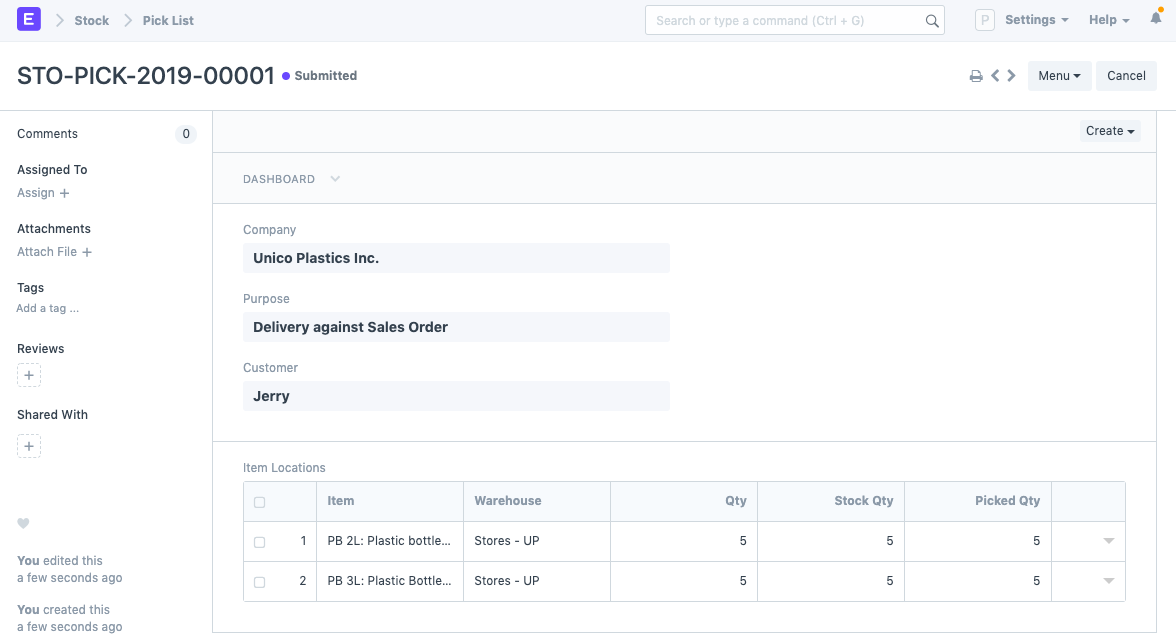 E Stock Pick List Search or type a command (Ctrl + G) P Settings Help
STO-PICK-2019-00001 Submitted Menu Cancel
Comments 0
Create
Assigned To
Assign +
DASHBOARD
Attachments
Attach File +
Tags
Add a tag ...
Reviews
+
Shared With
+
You edited this
a few seconds ago
You created this
a few seconds ago
Company
Unico Plastics Inc.
Purpose
Delivery against Sales Order
Customer
Jerry
Item Locations
Item Warehouse Qty Stock Qty Picked Qty
1 PB 2L: Plastic bottle... Stores - UP 5 5 5
2 PB 3L: Plastic Bottle... Stores - UP 5 5 5